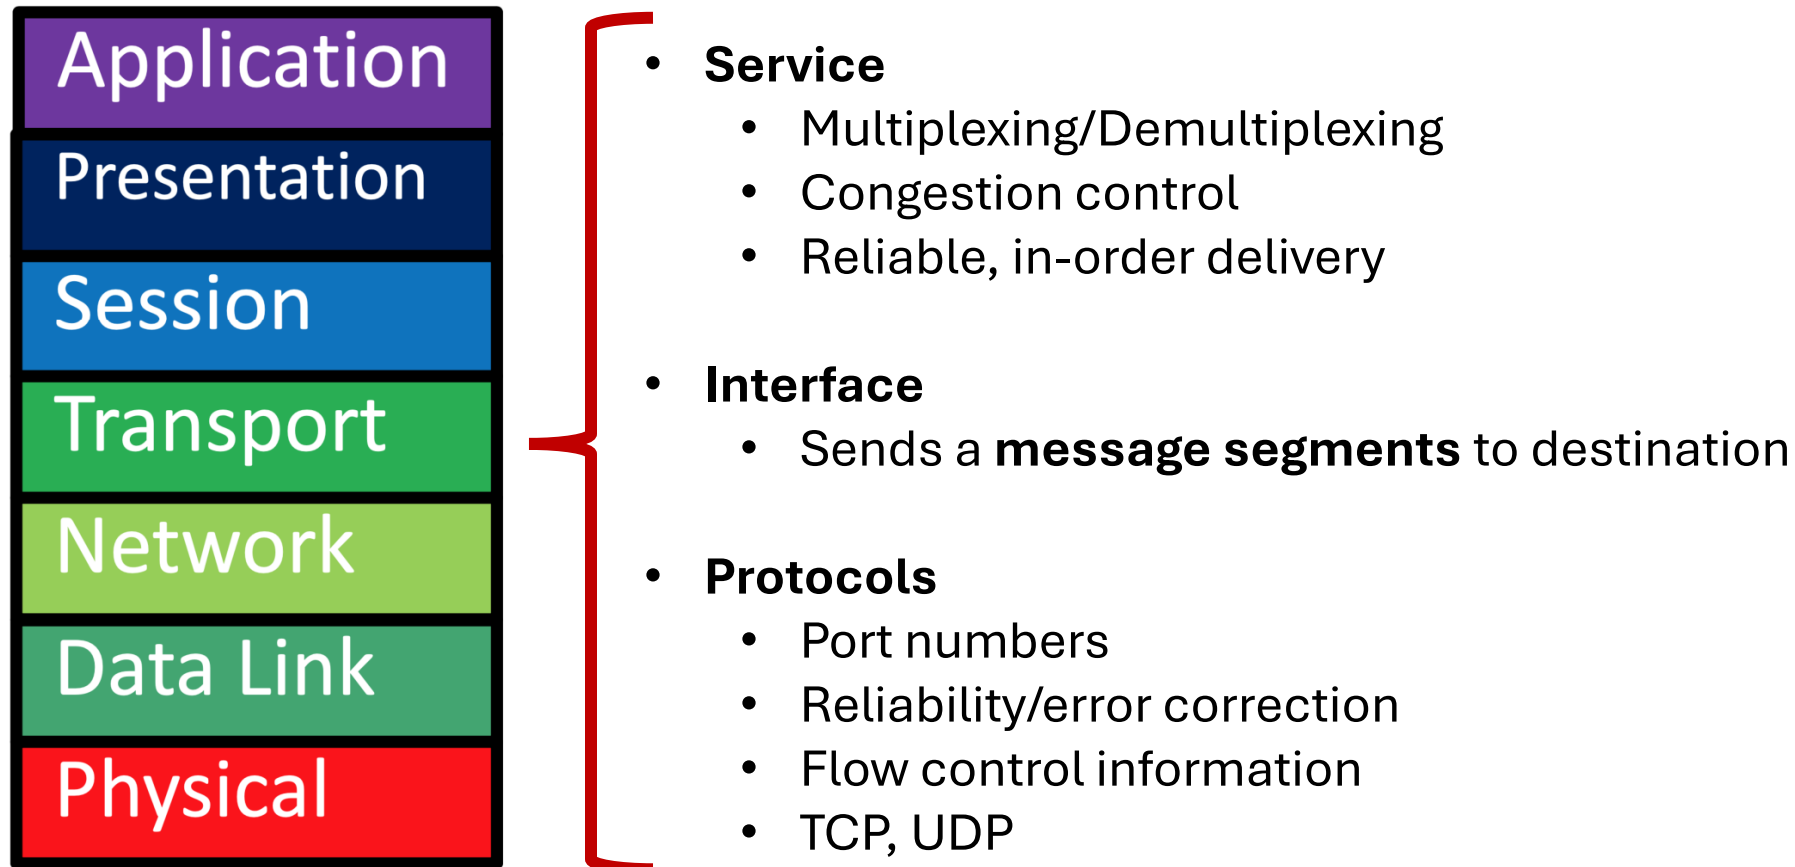 Application
Presentation
Session
Transport
Network
Data Link
Physical
• Service
• Multiplexing/Demultiplexing
• Congestion control
• Reliable, in-order delivery
• Interface
• Sends a message segments to destination
• Protocols
• Port numbers
• Reliability/error correction
• Flow control information
• TCP, UDP